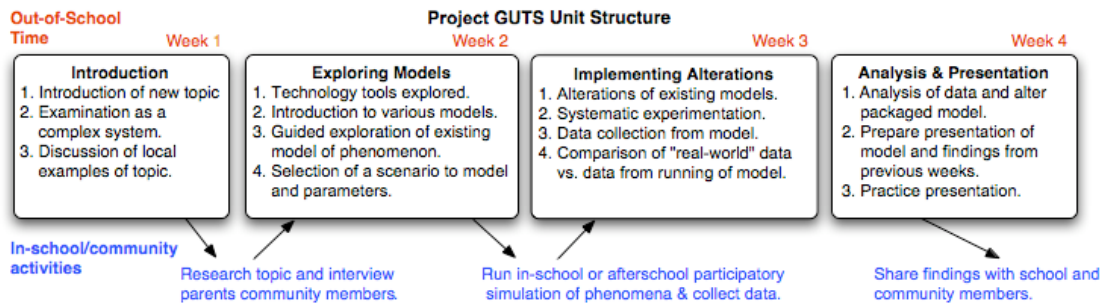 Out-of-School
Time
Project GUTS Unit Structure
Week 1
Week 2
Week 3
Week 4
Introduction
1. Introduction of new topic
2. Examination as a
complex system.
3. Discussion of local
examples of topic.
Exploring Models
1. Technology tools explored.
2. Introduction to various models.
3. Guided exploration of existing
model of phenomenon.
4. Selection of a scenario to model
and parameters.
Implementing Alterations
1. Alterations of existing models.
2. Systematic experimentation.
3. Data collection from model.
4. Comparison of "real-world" data
vs. data from running of model.
Analysis & Presentation
1. Analysis of data and alter
packaged model.
2. Prepare presentation of
model and findings from
previous weeks.
3. Practice presentation.
In-school/community
activities
Research topic and interview
parents community members.
Run in-school or afterschool participatory
simulation of phenomena & collect data.
Share findings with school and
community members.